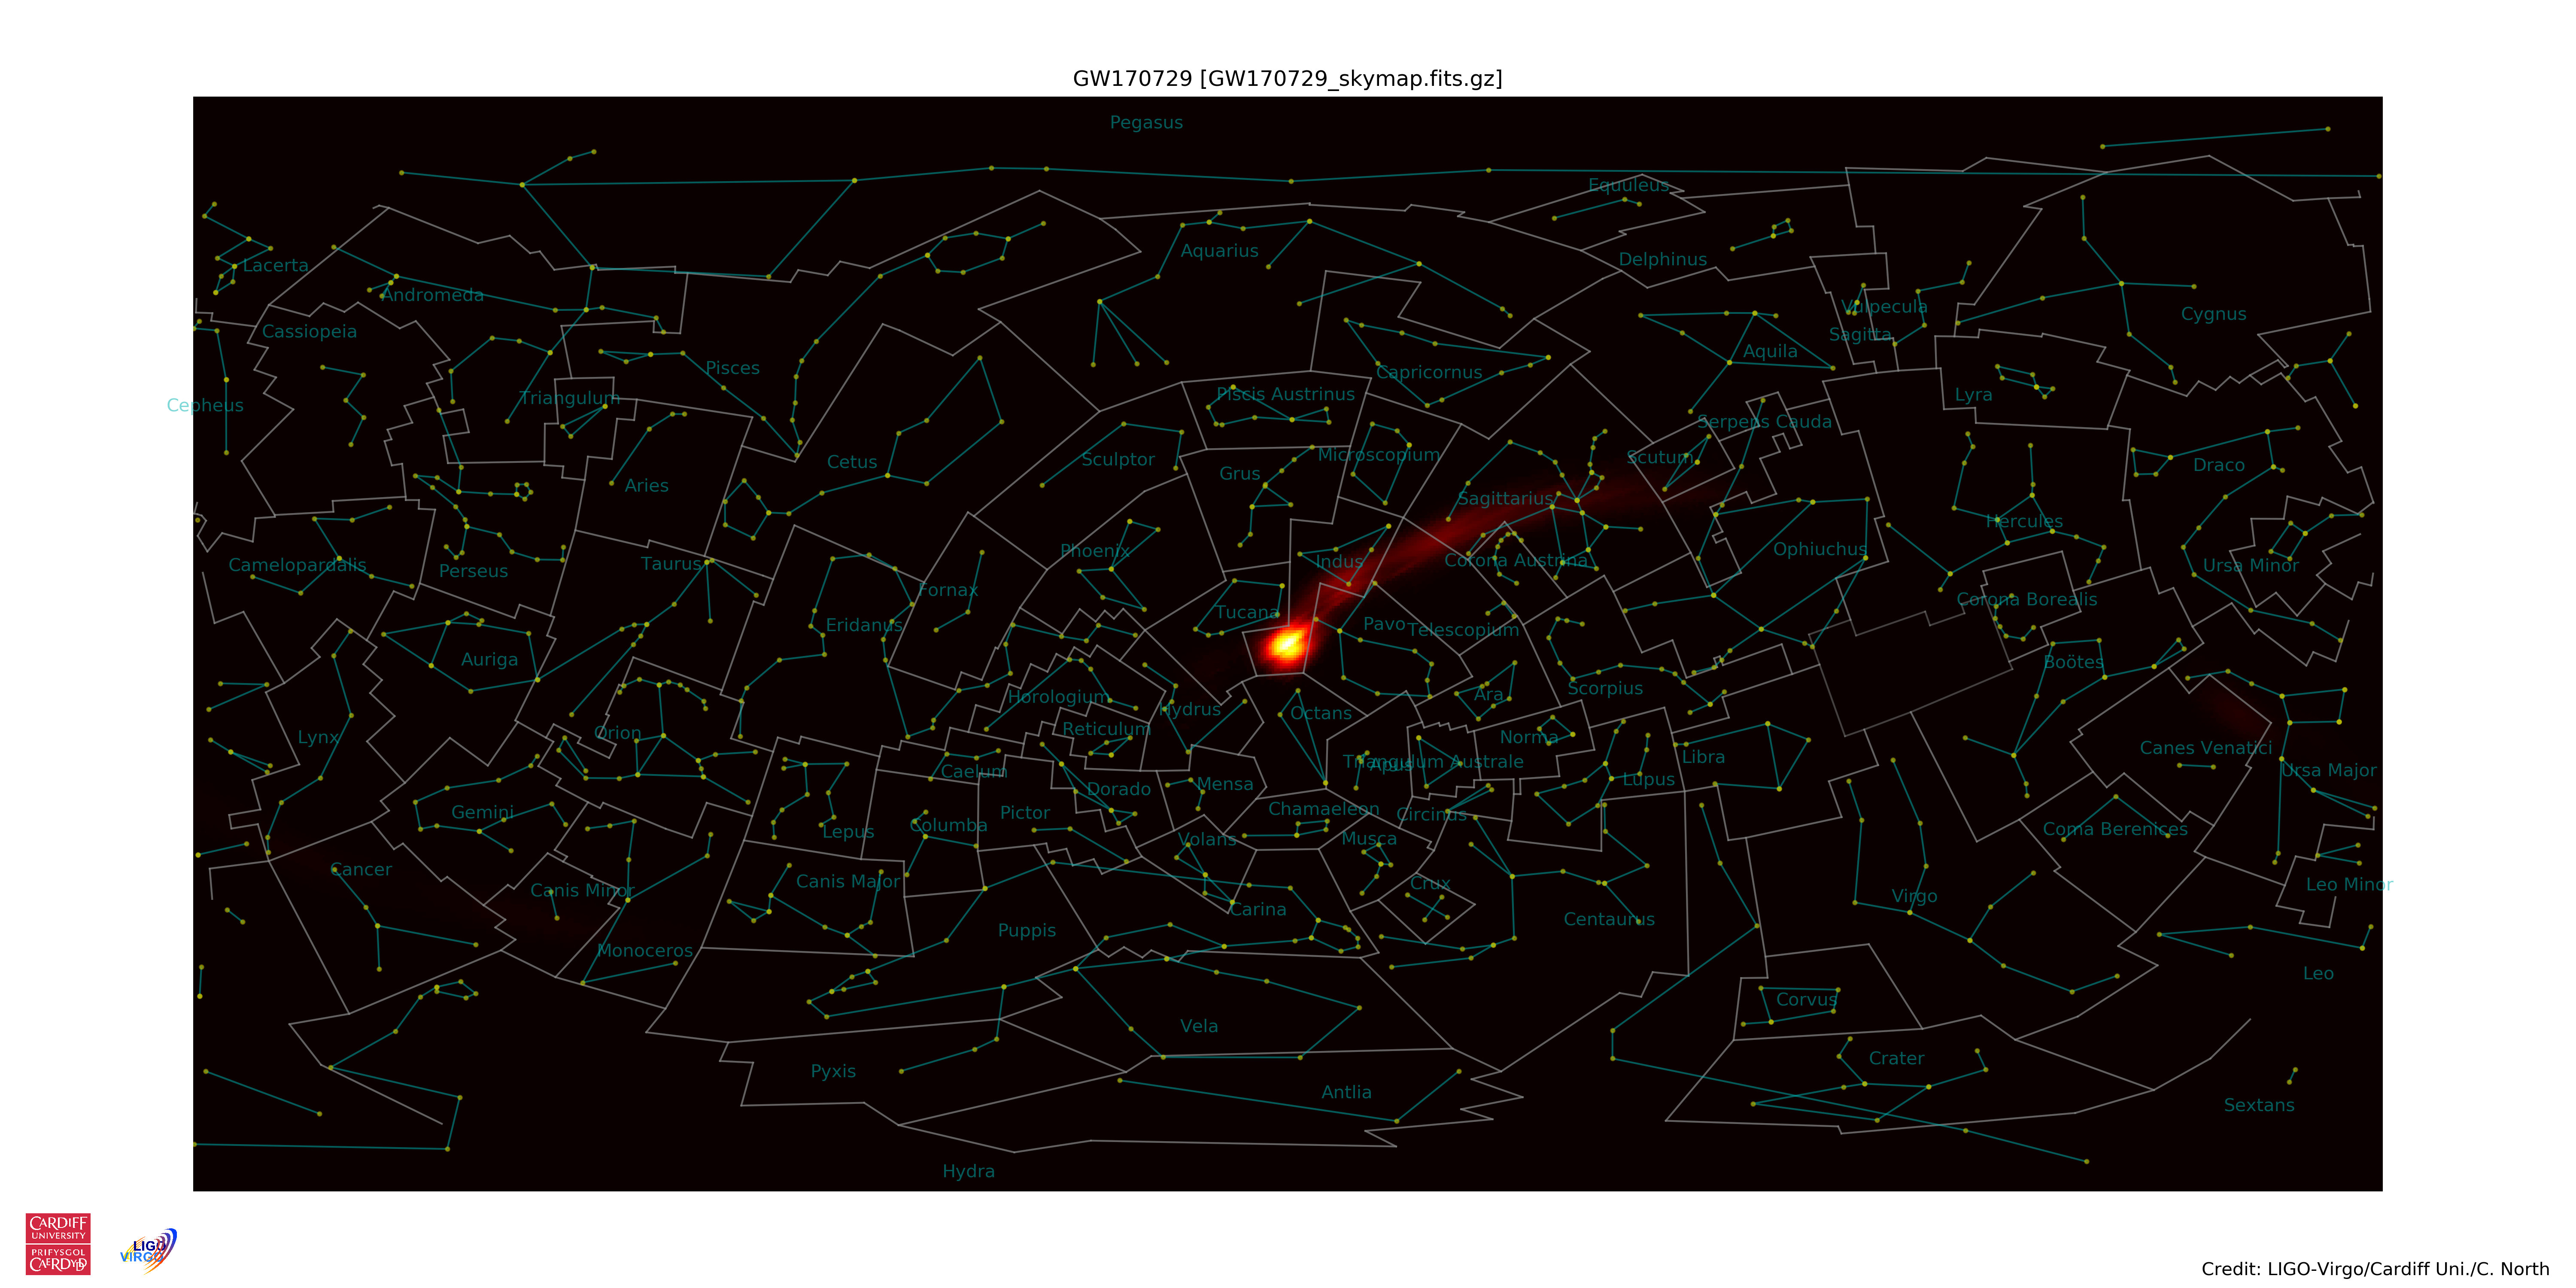 GW170729 [GW170729_skymap.fits.gz]
Pegasus
Equuleus
Aquarius
Delphinus
Lacerta
Andromeda
Vulpecula
Cygnus
Cassiopeia
Sagitta
Aquila
Pisces
Capricornus
Triangulum
Piscis Austrinus
Lyra
Cepheus
Serpens Cauda
Microscopium
Scutum
Sculptor
Cetus
Draco
Grus
Aries
Sagittarius
Hercules
Phoenix
Ophiuchus
Indus
Corona Austrina
Taurus
Camelopardalis
Ursa Minor
Perseus
Fornax
Corona Borealis
Tucana
Eridanus
Pavo
Telescopium
Auriga
Boötes
Scorpius
Ara
Horologium
Hydrus
Octans
Reticulum
Orion
Lynx
Norma
Canes Venatici
Libra
Triangulum Australe
Apus
Caelum
Ursa Major
Lupus
Mensa
Dorado
Chamaeleon
Gemini
Pictor
Circinus
Columba
Lepus
Coma Berenices
Volans
Musca
Cancer
Canis Major
Crux
Leo Minor
Canis Minor
Virgo
Carina
Centaurus
Puppis
Monoceros
Leo
Corvus
Vela
Crater
Pyxis
Antlia
Sextans
Hydra
CARDIFF
UNIVERSITY
PRIFYSGOL
CAERDYDD
LIGO
VIRGO
Credit: LIGO-Virgo/Cardiff Uni./C. North